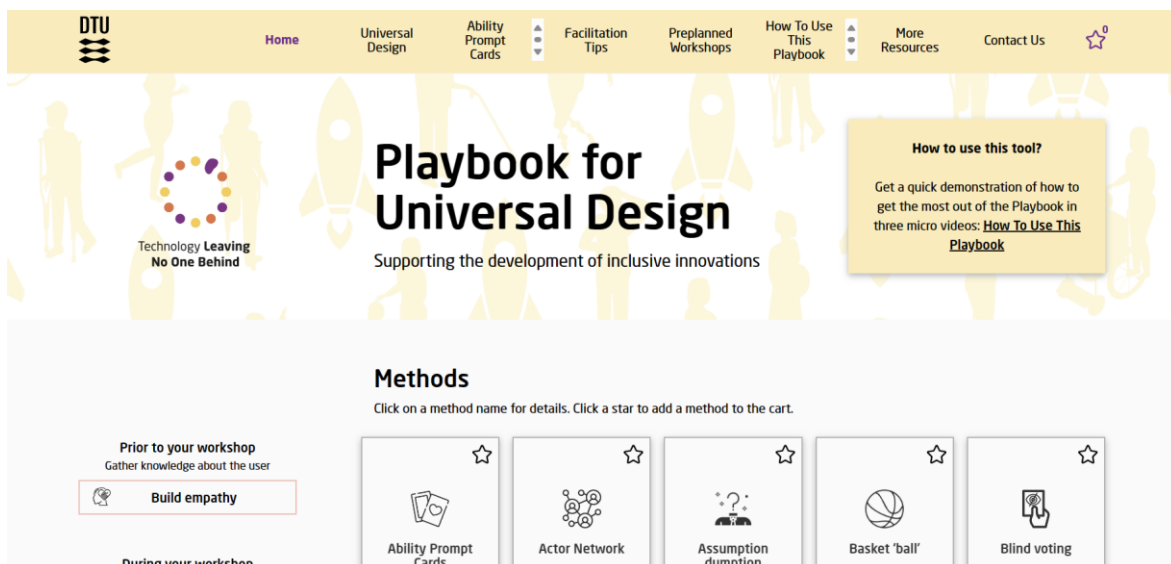 DTU
Home
Universal
Design
Ability
Prompt
Cards
Facilitation
Tips
Preplanned
Workshops
How To Use
This
Playbook
More
Resources
Contact Us
0
Technology Leaving
No One Behind
Playbook for
Universal Design
Supporting the development of inclusive innovations
How to use this tool?
Get a quick demonstration of how to
get the most out of the Playbook in
three micro videos: How To Use This
Playbook
Methods
Click on a method name for details. Click a star to add a method to the cart.
Prior to your workshop
Gather knowledge about the user
Build empathy
During your workshop
Ability Prompt
Cards
Actor Network
Assumption
dumption
Basket 'ball'
Blind voting